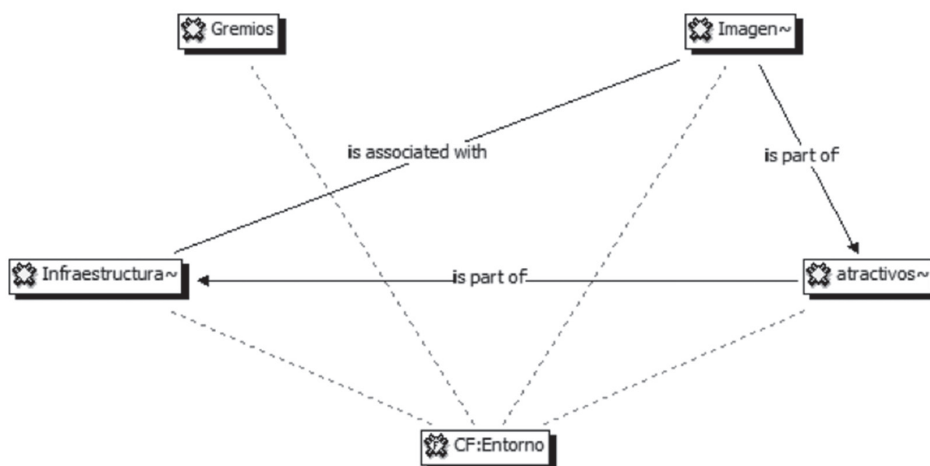 Gremios
Imagen~
is associated with
is part of
Infraestructura~
is part of
atractivos~
CF:Entorno